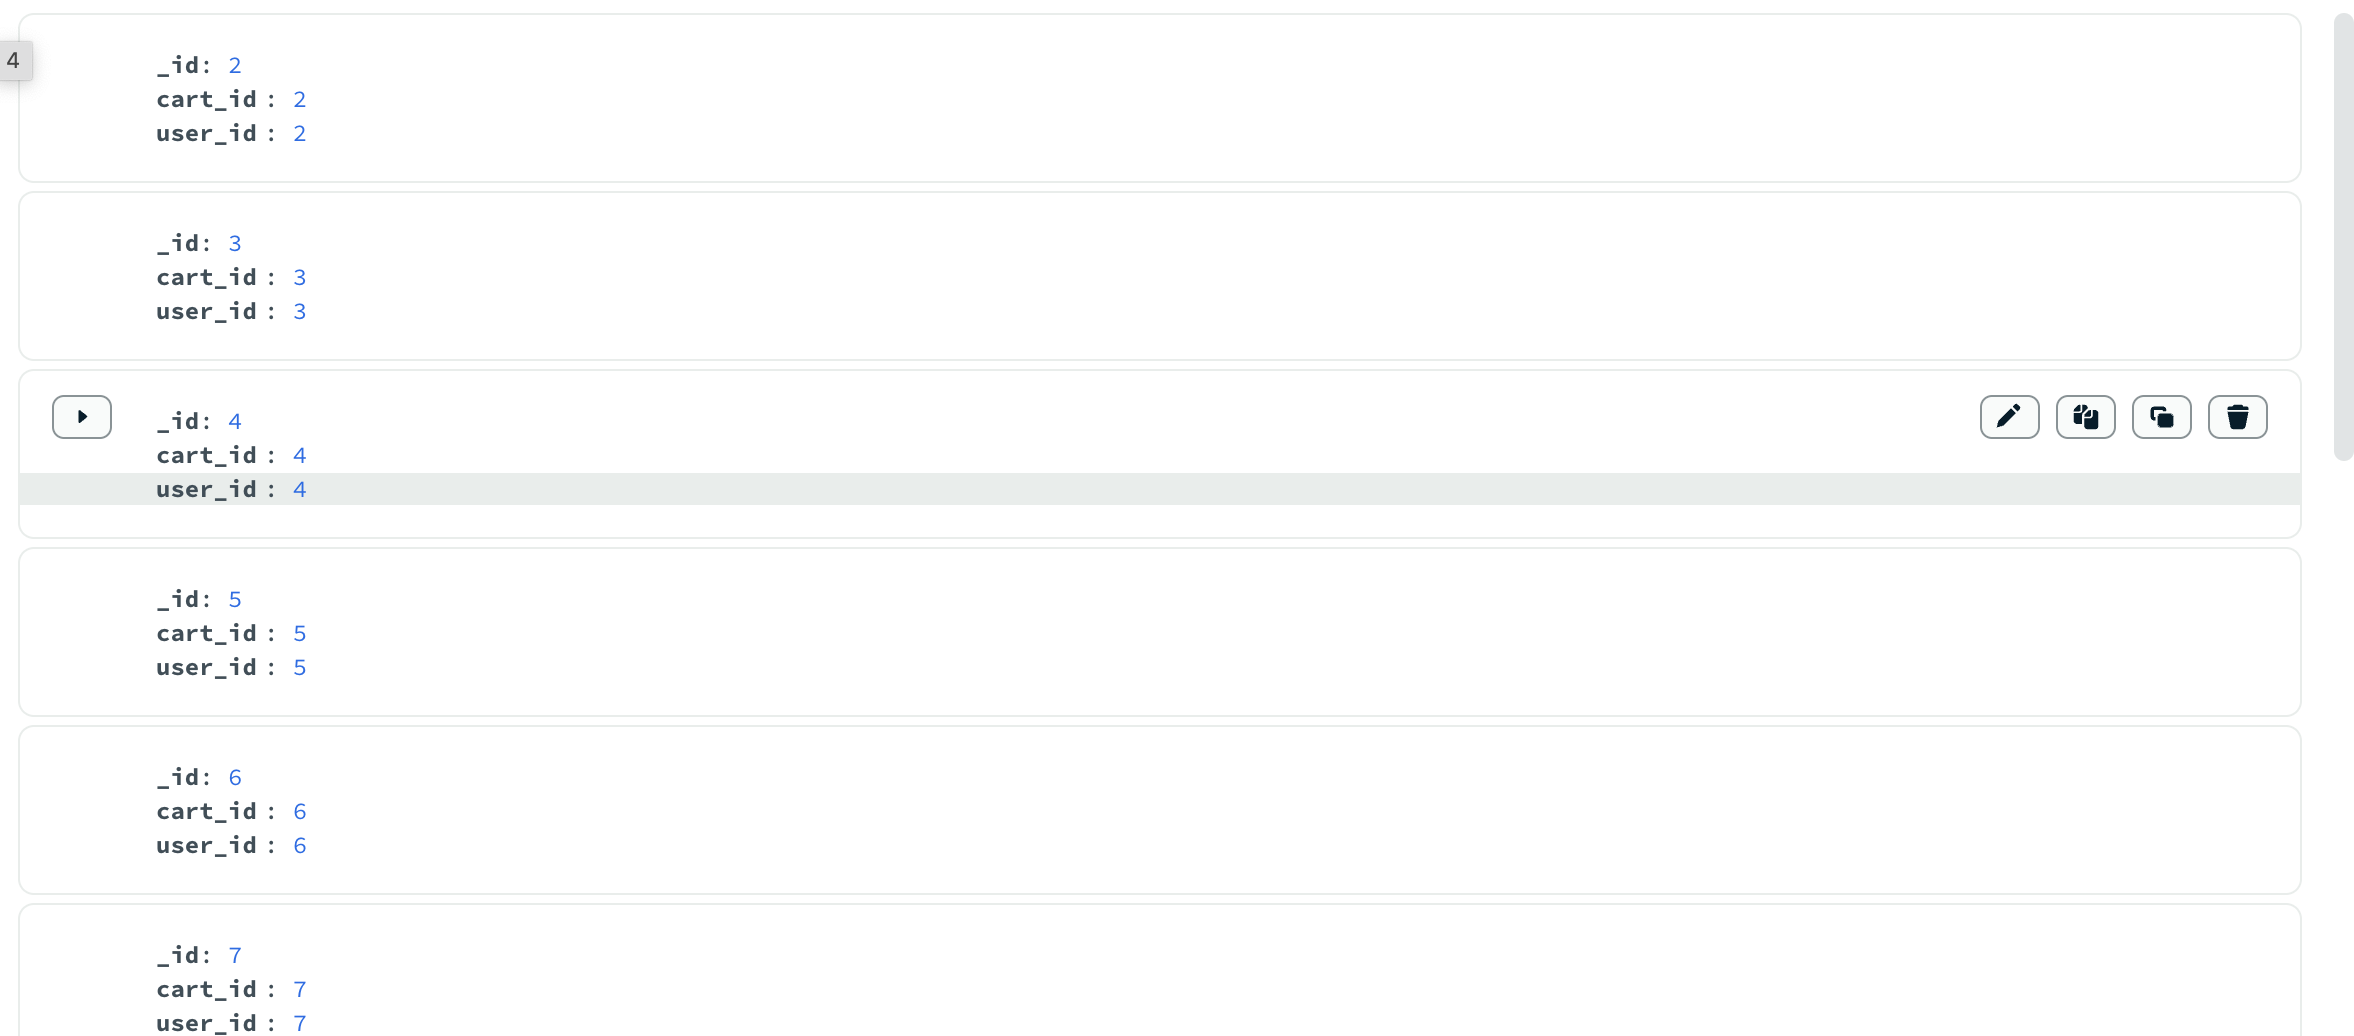 4
_id: 2
cart_id : 2
user_id : 2
_id: 3
cart_id : 3
user_id : 3
_id: 4
cart_id : 4
user_id : 4
_id: 5
cart_id : 5
user_id : 5
_id: 6
cart_id : 6
user_id : 6
_id: 7
cart_id : 7
user_id : 7